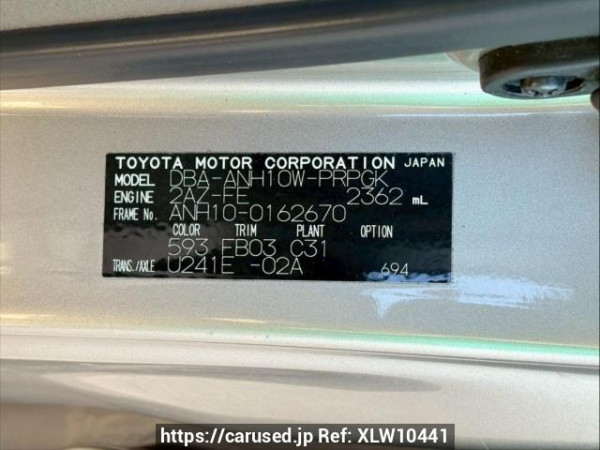 TOYOTA MOTOR CORPORATION JAPAN
MODEL DBA-ANH10W-PRPGK
ENGINE 2AZ-FE 2362 mL
FRAME No. ANH10-0162670
COLOR TRIM PLANT OPTION
593 FB03 C31
TRANS./AXLE U241E -02A 694
https://carused.jp Ref: XLW10441